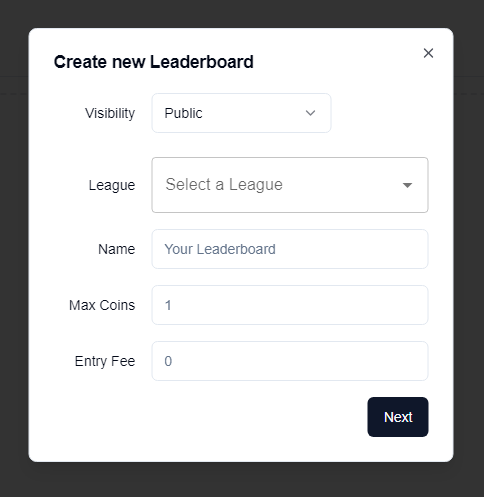 Create new Leaderboard
Visibility
Public
League
Select a League
Name
Your Leaderboard
Max Coins
1
Entry Fee
0
Next